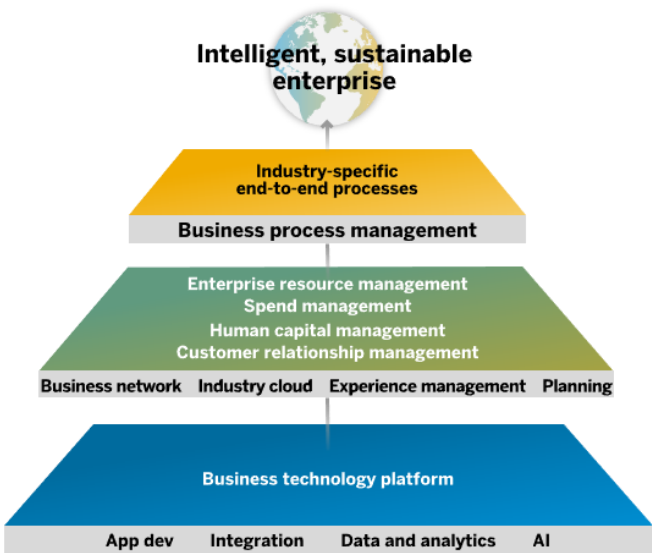 Intelligent, sustainable
enterprise
Industry-specific
end-to-end processes
Business process management
Enterprise resource management
Spend management
Human capital management
Customer relationship management
Business network Industry cloud Experience management Planning
Business technology platform
App dev Integration Data and analytics AI